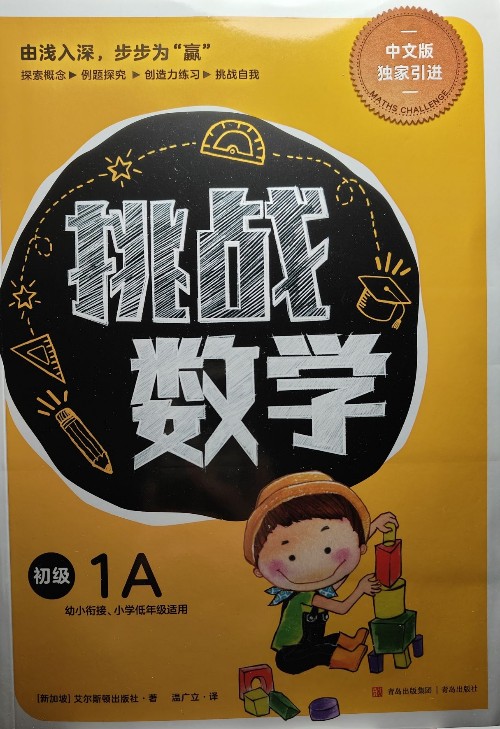 由浅入深，步步为“赢”
探索概念▶例题探究▶创造力练习▶挑战自我
中文版
独家引进
MATHS CHALLENGE
挑战
数学
初级 1A
幼小衔接、小学低年级适用
[新加坡] 艾尔斯顿出版社·著 温广立·译
青岛出版集团 | 青岛出版社